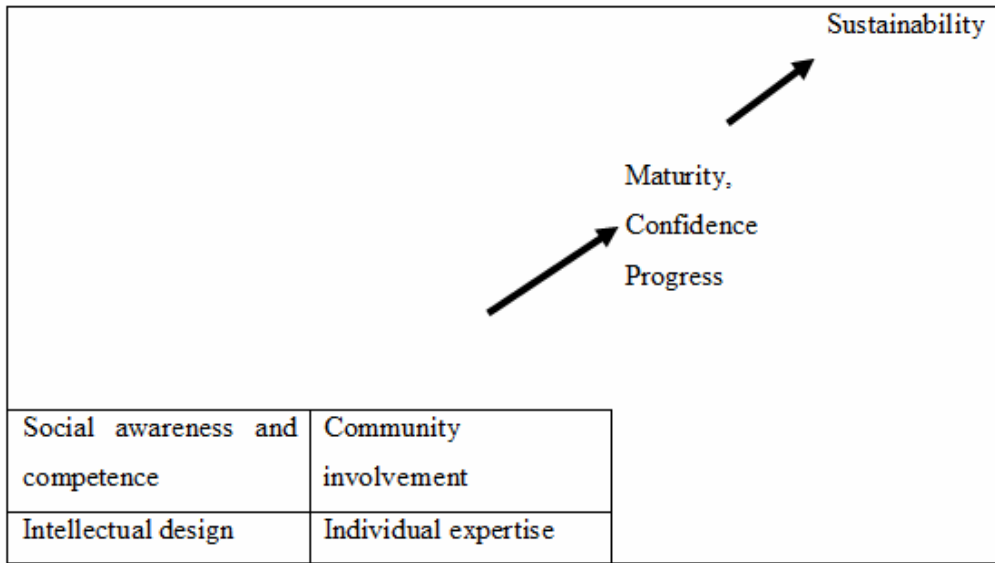 Sustainability
Maturity,
Confidence
Progress
Social awareness and
competence
Community
involvement
Intellectual design
Individual expertise